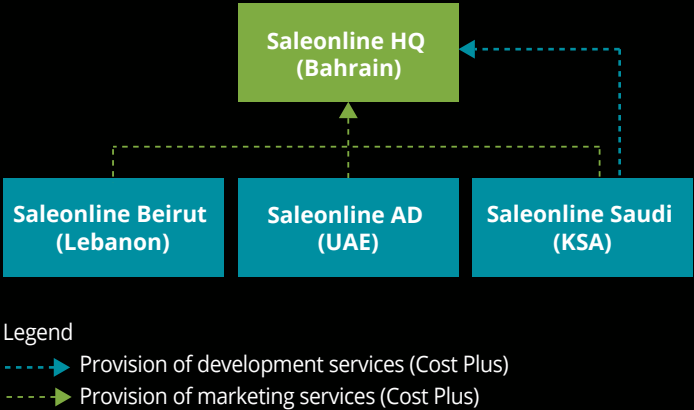 Saleonline HQ
(Bahrain)
Saleonline Beirut
(Lebanon)
Saleonline AD
(UAE)
Saleonline Saudi
(KSA)
Legend
Provision of development services (Cost Plus)
Provision of marketing services (Cost Plus)